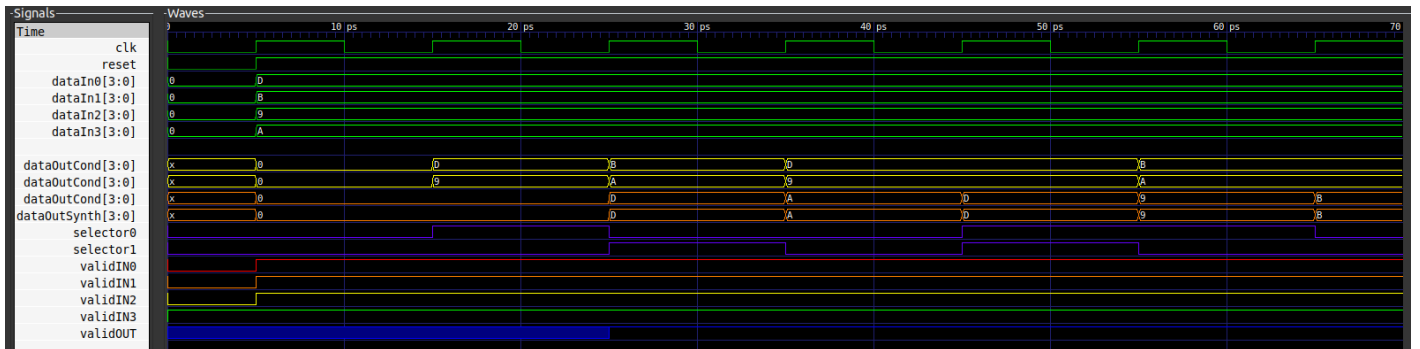 Signals Waves
Time 0 10 ps 20 ps 30 ps 40 ps 50 ps 60 ps 70
clk
reset
dataIn0[3:0] 0 D
dataIn1[3:0] 0 B
dataIn2[3:0] 0 9
dataIn3[3:0] 0 A
dataOutCond[3:0] x 0 D B D B
dataOutCond[3:0] x 0 9 A 9 A
dataOutCond[3:0] x 0 D A D 9 B
dataOutSynth[3:0] x 0 D A D 9 B
selector0
selector1
validIN0
validIN1
validIN2
validIN3
validOUT